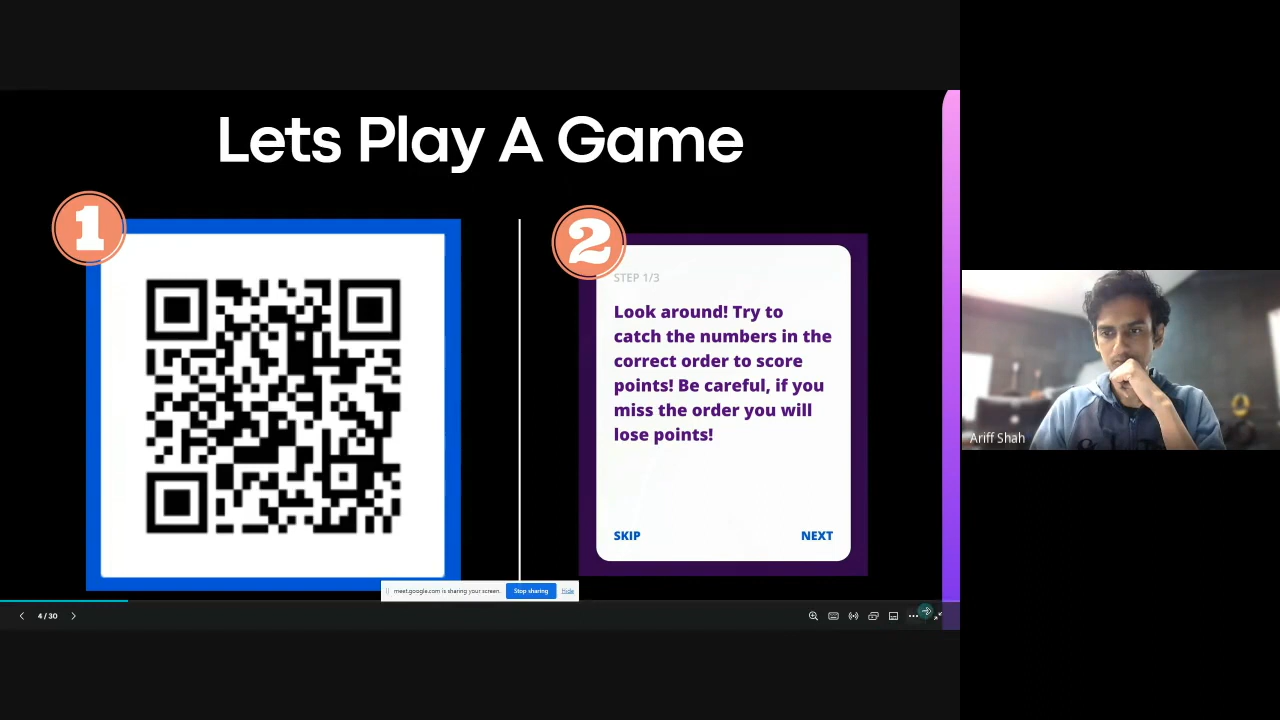 Lets Play A Game
1
2
STEP 1/3
Look around! Try to
catch the numbers in the
correct order to score
points! Be careful, if you
miss the order you will
lose points!
SKIP NEXT
meet.google.com is sharing your screen. Stop sharing Hide
4 / 30
Ariff Shah